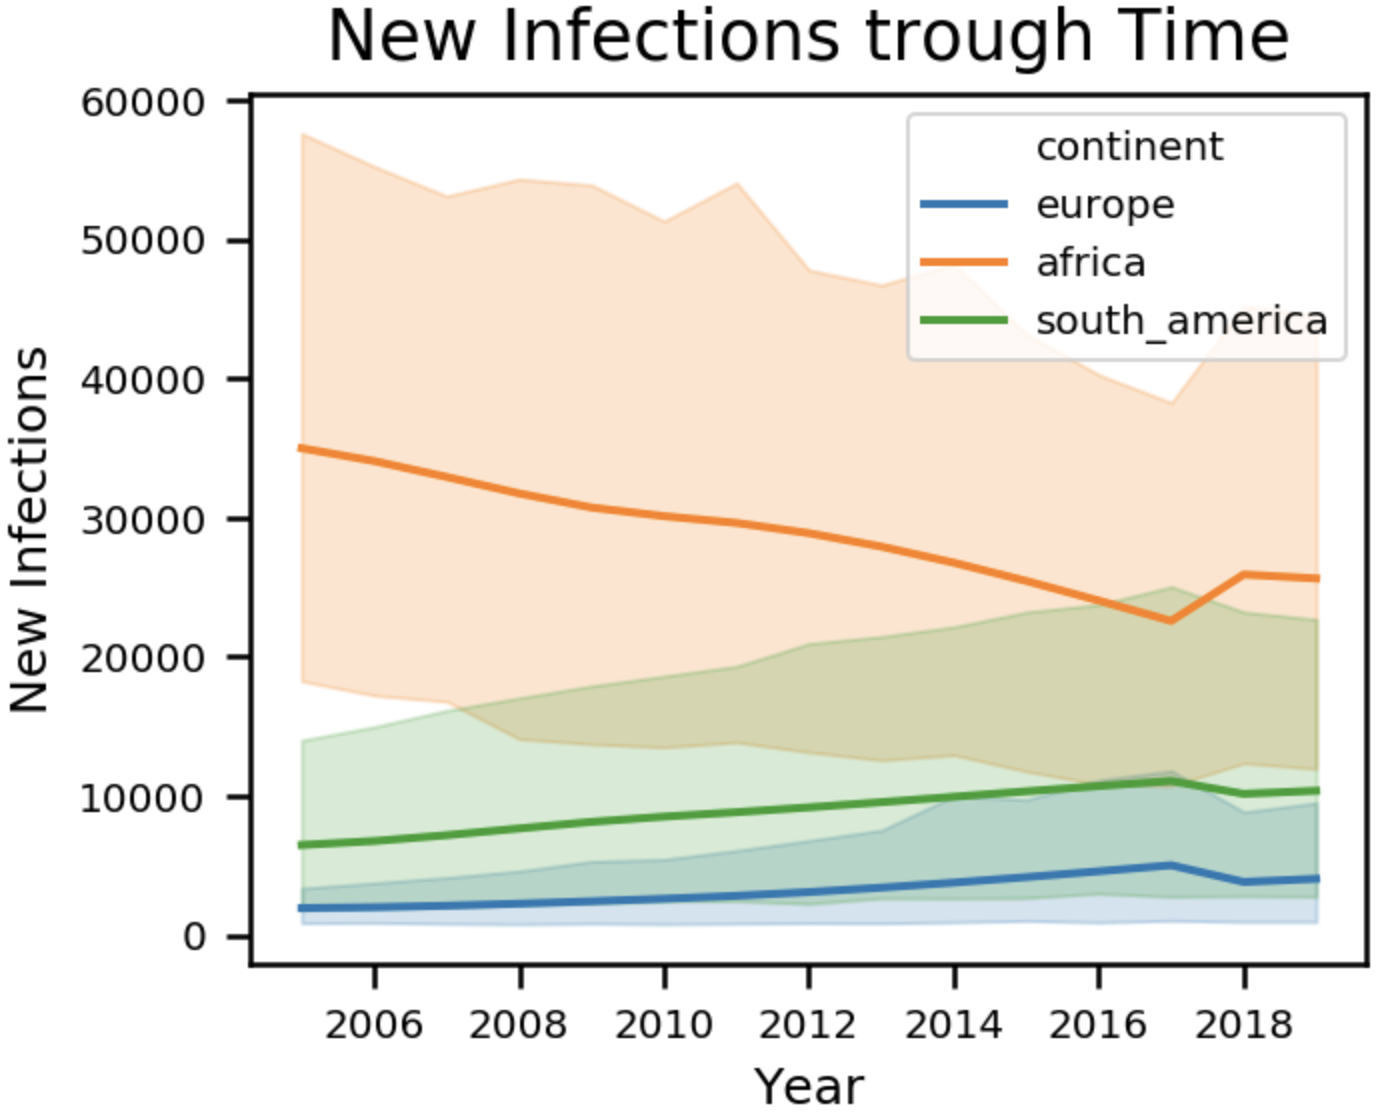 New Infections trough Time
60000
50000
40000
30000
20000
10000
0
New Infections
continent
europe
africa
south_america
2006 2008 2010 2012 2014 2016 2018
Year